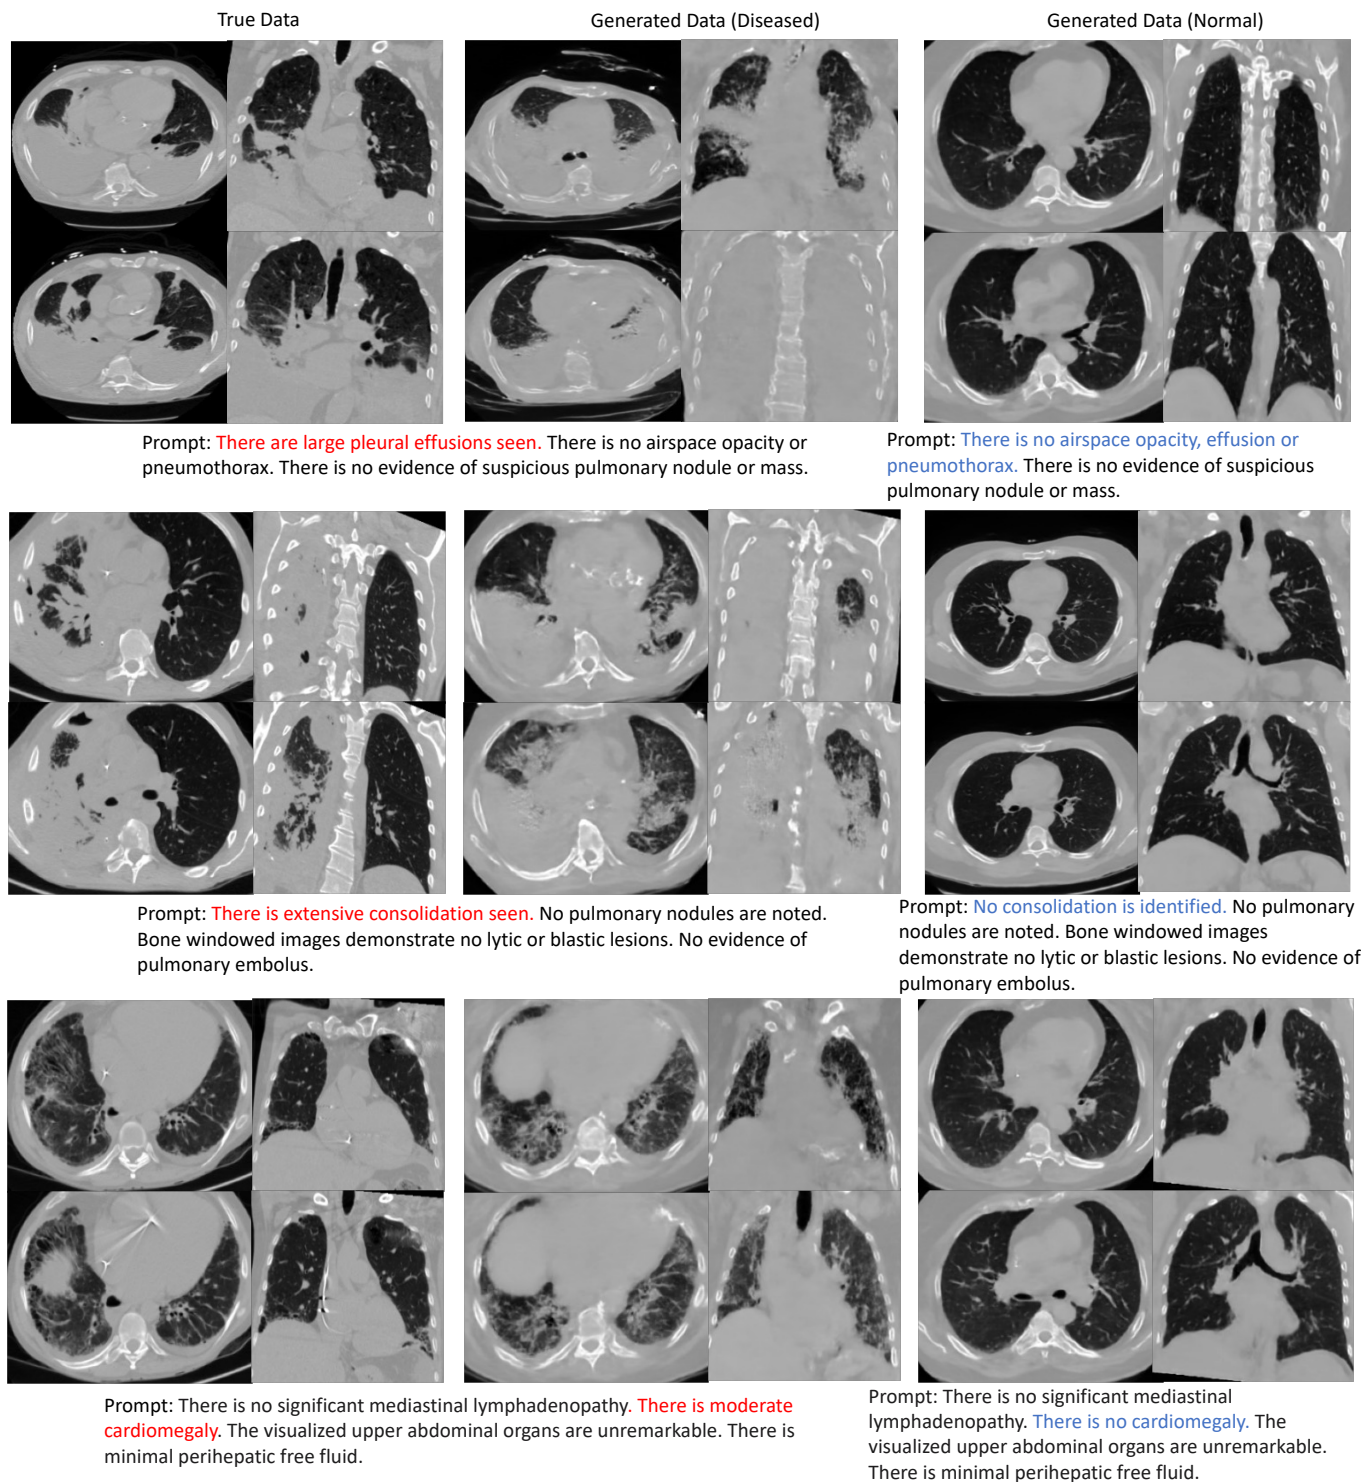 True Data
Generated Data (Diseased)
Generated Data (Normal)
Prompt: There are large pleural effusions seen. There is no airspace opacity or
pneumothorax. There is no evidence of suspicious pulmonary nodule or mass.
Prompt: There is no airspace opacity, effusion or
pneumothorax. There is no evidence of suspicious
pulmonary nodule or mass.
Prompt: There is extensive consolidation seen. No pulmonary nodules are noted.
Bone windowed images demonstrate no lytic or blastic lesions. No evidence of
pulmonary embolus.
Prompt: No consolidation is identified. No pulmonary
nodules are noted. Bone windowed images
demonstrate no lytic or blastic lesions. No evidence of
pulmonary embolus.
Prompt: There is no significant mediastinal lymphadenopathy. There is moderate
cardiomegaly. The visualized upper abdominal organs are unremarkable. There is
minimal perihepatic free fluid.
Prompt: There is no significant mediastinal
lymphadenopathy. There is no cardiomegaly. The
visualized upper abdominal organs are unremarkable.
There is minimal perihepatic free fluid.